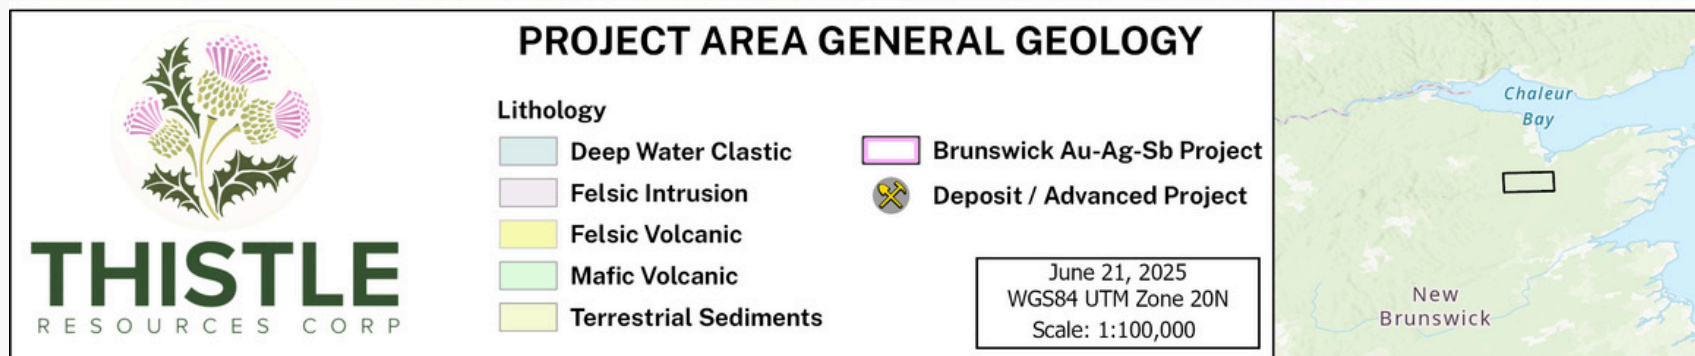 THISTLE
RESOURCES CORP
PROJECT AREA GENERAL GEOLOGY
Lithology
Deep Water Clastic
Felsic Intrusion
Felsic Volcanic
Mafic Volcanic
Terrestrial Sediments
Brunswick Au-Ag-Sb Project
Deposit / Advanced Project
June 21, 2025
WGS84 UTM Zone 20N
Scale: 1:100,000
Chaleur
Bay
New
Brunswick